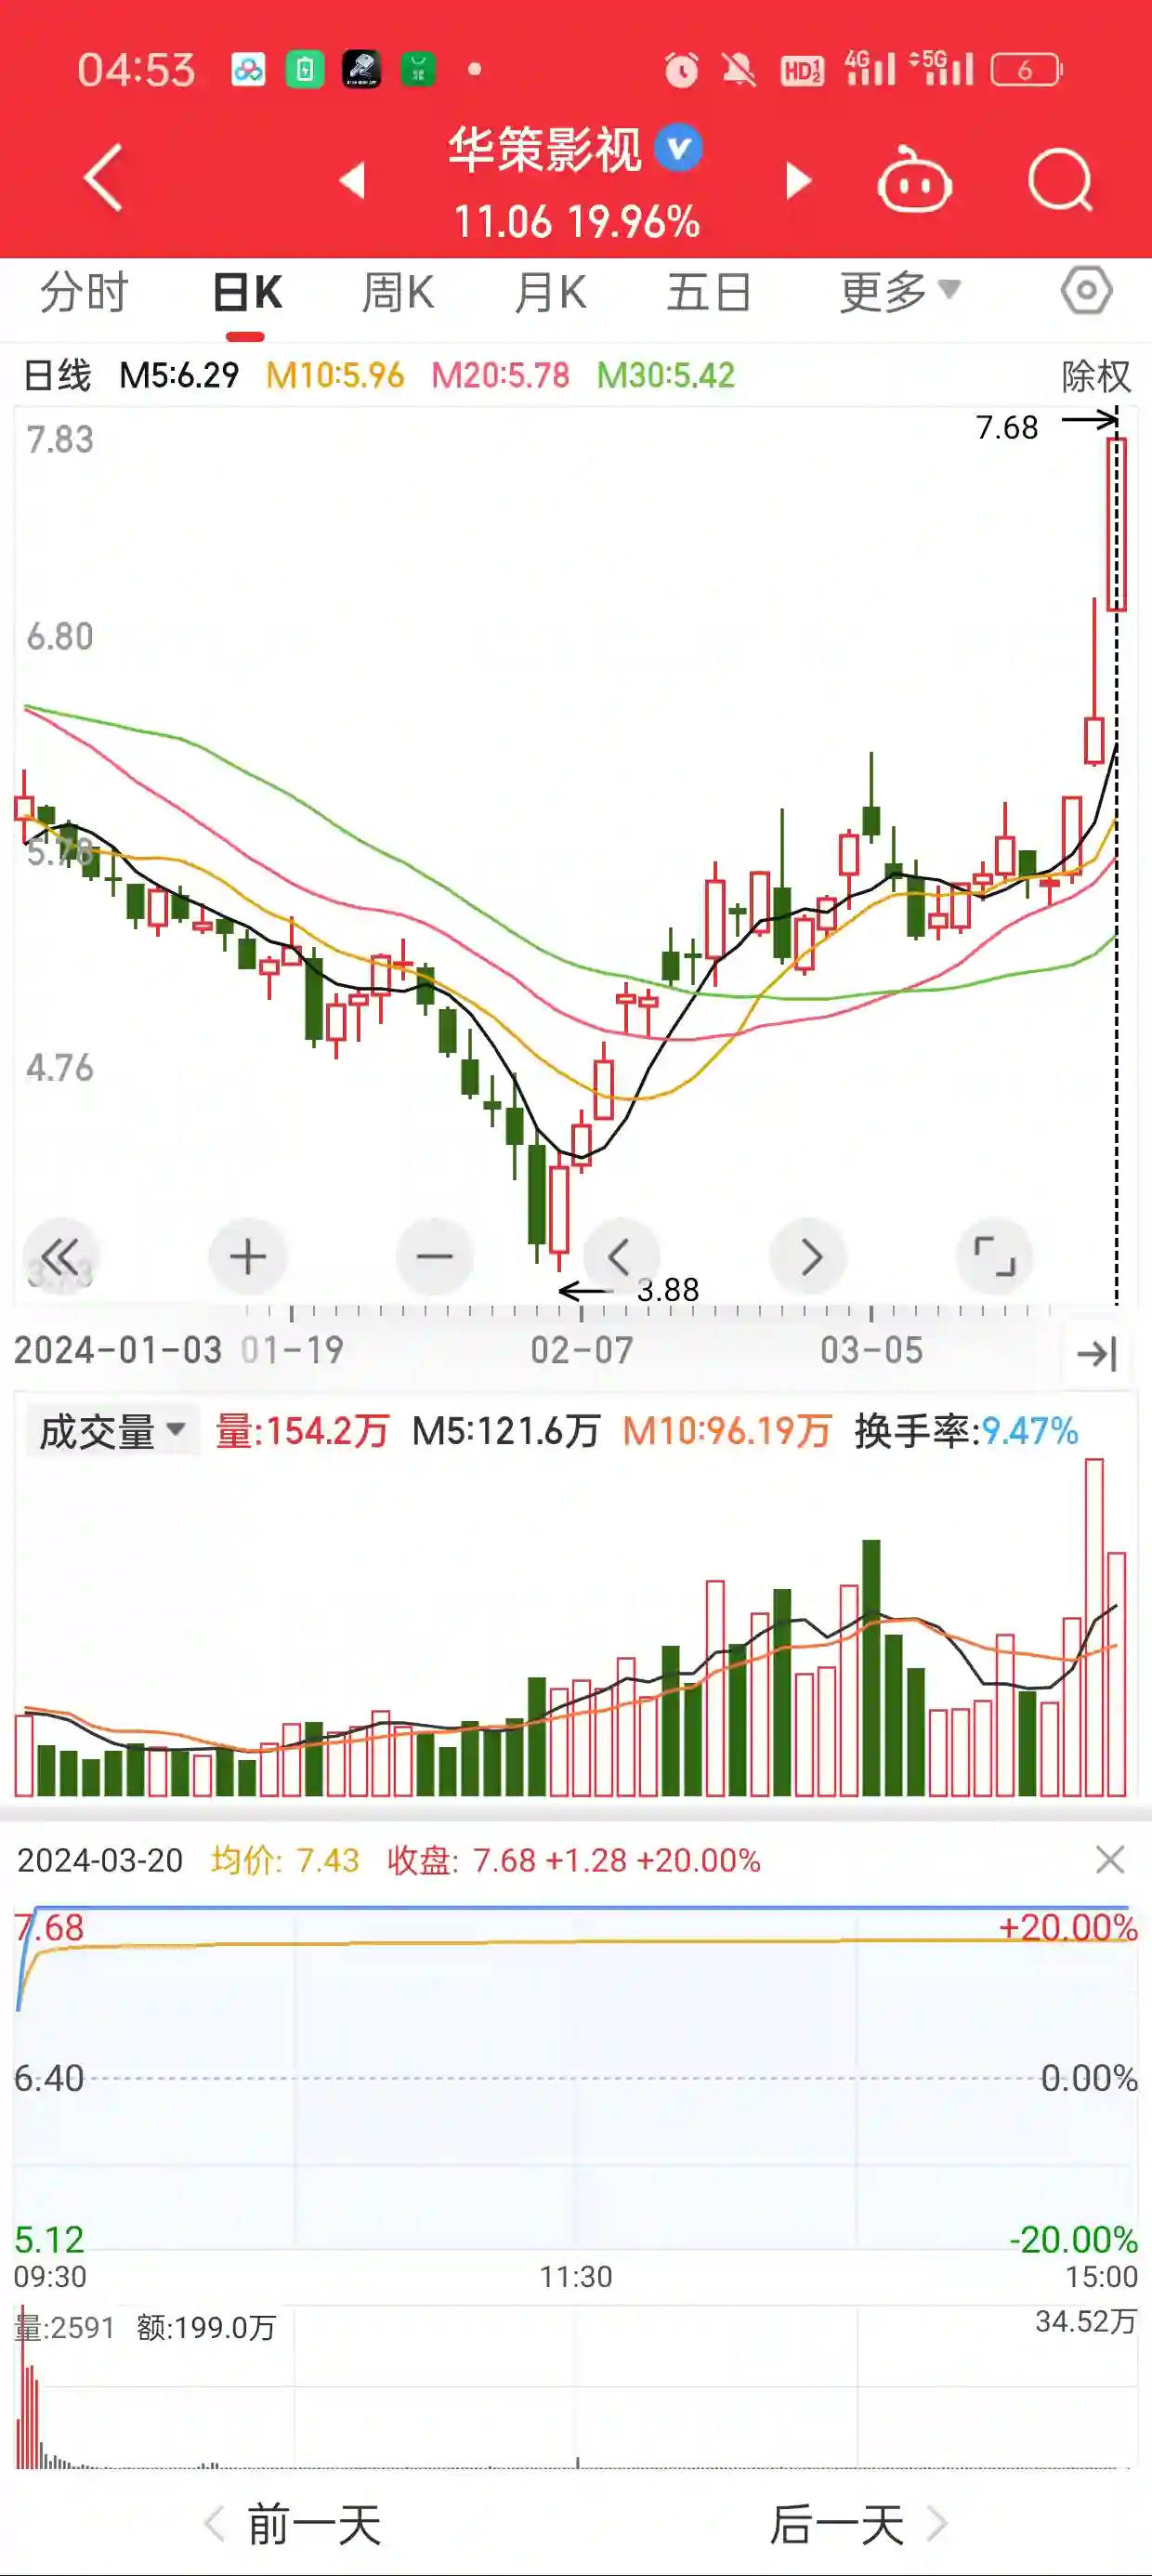 04:53 HD 1 2 4G 5G 6
华策影视
11.06 19.96%
分时 日K 周K 月K 五日 更多
日线 M5:6.29 M10:5.96 M20:5.78 M30:5.42 除权
7.83
7.68
6.80
5.78
4.76
3.73
3.88
2024-01-03 01-19 02-07 03-05
成交量 量:154.2万 M5:121.6万 M10:96.19万 换手率:9.47%
2024-03-20 均价: 7.43 收盘: 7.68 +1.28 +20.00%
7.68 +20.00%
6.40 0.00%
5.12 -20.00%
09:30 11:30 15:00
量:2591 额:199.0万 34.52万
前一天 后一天